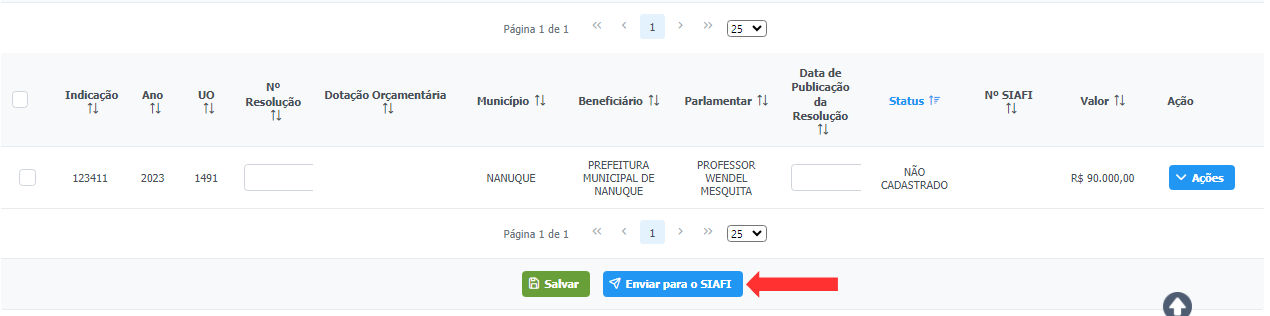 Página 1 de 1 1 25
Indicação Ano UO Nº Resolução Dotação Orçamentária Município Beneficiário Parlamentar Data de Publicação da Resolução Status Nº SIAFI Valor Ação
123411 2023 1491 NANUQUE PREFEITURA MUNICIPAL DE NANUQUE PROFESSOR WENDEL MESQUITA NÃO CADASTRADO R$ 90.000,00 Ações
Página 1 de 1 1 25
Salvar Enviar para o SIAFI